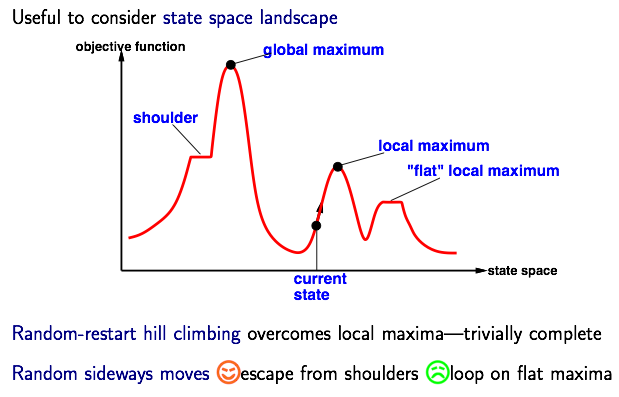 Useful to consider state space landscape
objective function
global maximum
shoulder
local maximum
"flat" local maximum
state space
current
state
Random-restart hill climbing overcomes local maxima—trivially complete
Random sideways moves escape from shoulders loop on flat maxima